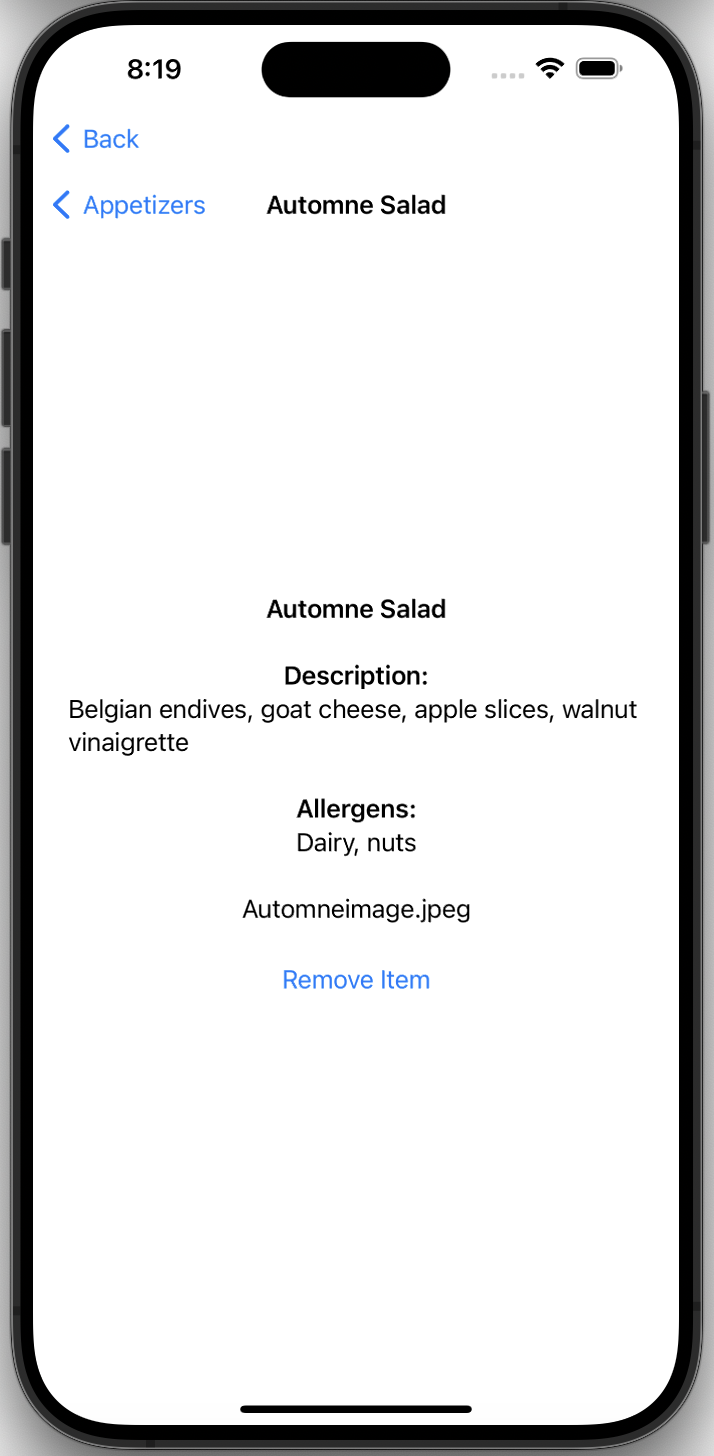 8:19
Back
Appetizers Automne Salad
Automne Salad
Description:
Belgian endives, goat cheese, apple slices, walnut
vinaigrette
Allergens:
Dairy, nuts
Automneimage.jpeg
Remove Item